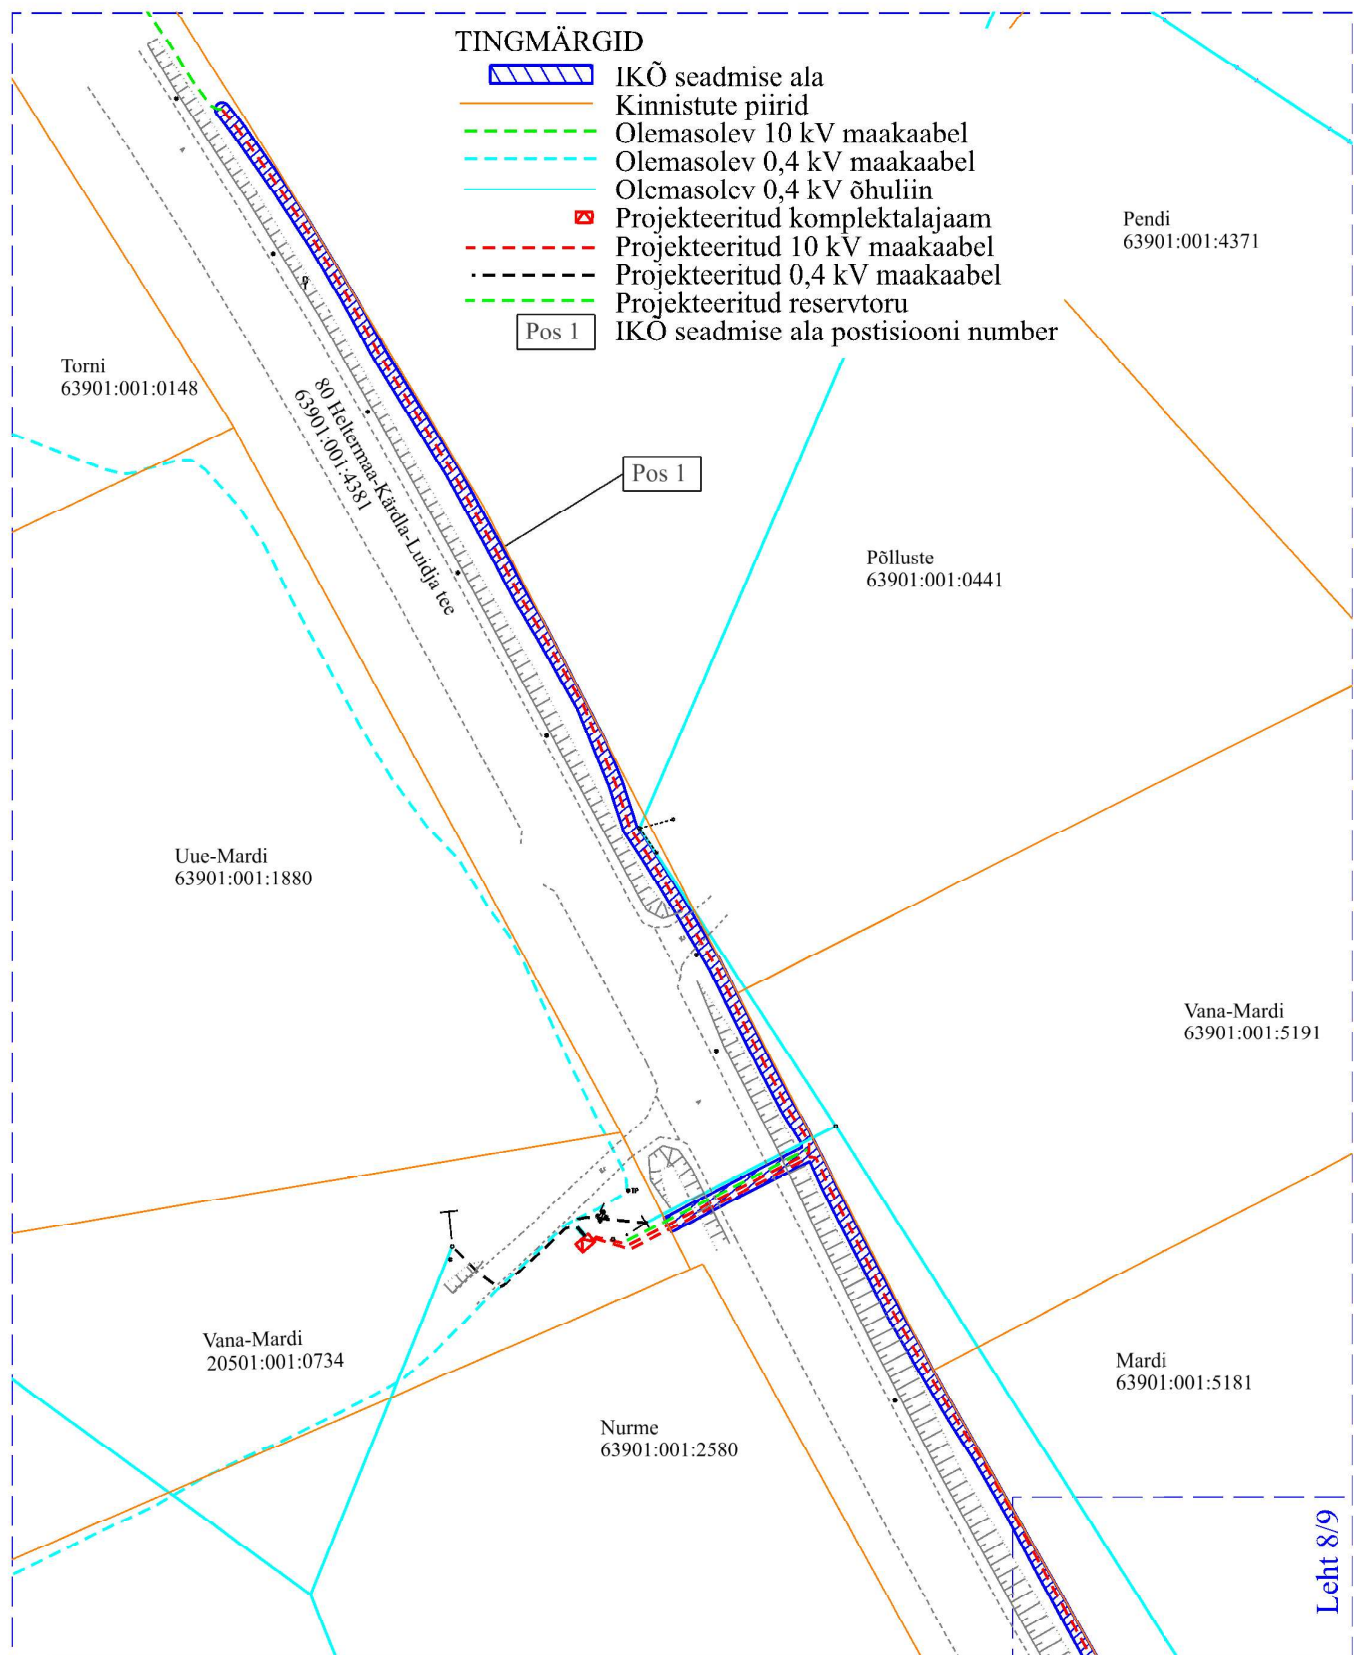 TINGMÄRGID
IKÕ seadmise ala
Kinnistute piirid
Olemasolev 10 kV maakaabel
Olemasolev 0,4 kV maakaabel
Olemasolev 0,4 kV õhuliin
Projekteeritud komplektalajaam
Projekteeritud 10 kV maakaabel
Projekteeritud 0,4 kV maakaabel
Projekteeritud reservtoru
Pos 1 IKÕ seadmise ala postisiooni number
Pendi
63901:001:4371
Torni
63901:001:0148
80 Heltermaa-Kärdla-Luidja tee
63901:001:4381
Pos 1
Põlluste
63901:001:0441
Uue-Mardi
63901:001:1880
Vana-Mardi
63901:001:5191
Vana-Mardi
20501:001:0734
Mardi
63901:001:5181
Nurme
63901:001:2580
Leht 8/9